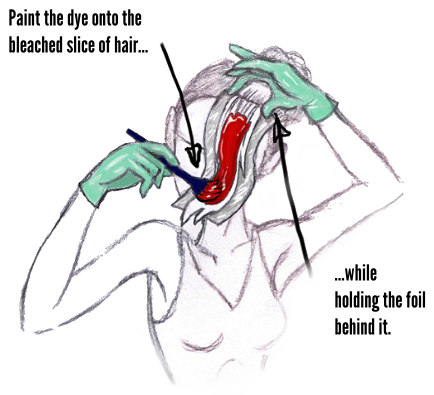 Paint the dye onto the
bleached slice of hair...
...while
holding the foil
behind it.